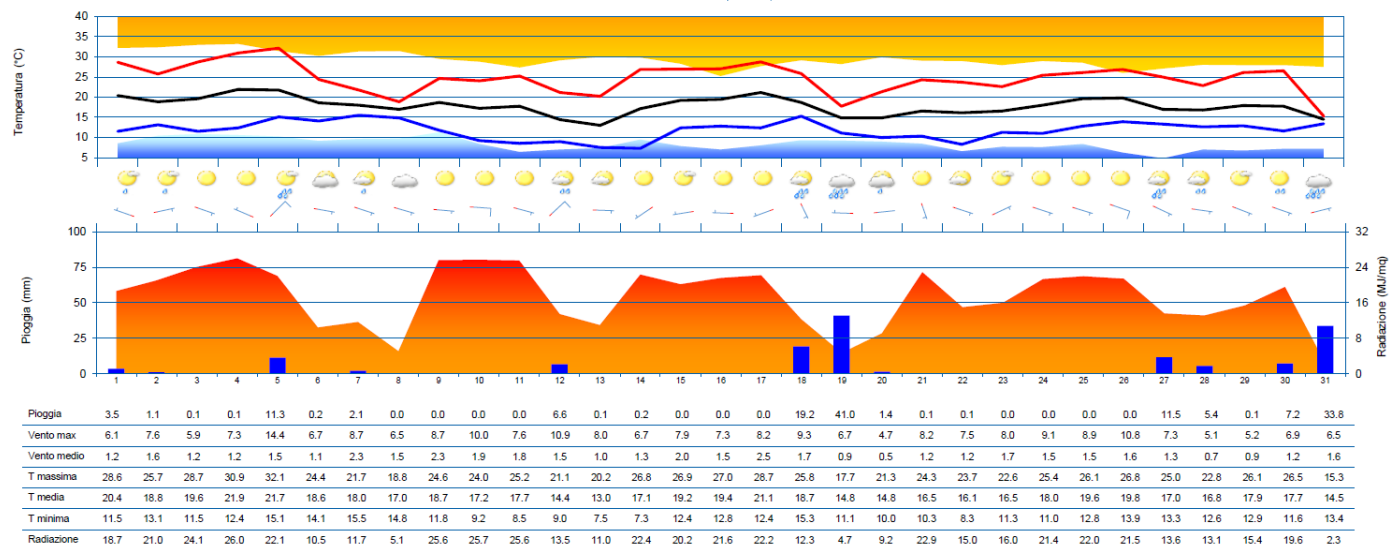 40
35
30
25
20
15
10
5
Temperatura (°C)
100
75
50
25
0
Pioggia (mm)
32
24
16
8
0
Radiazione (MJ/mq)
1 2 3 4 5 6 7 8 9 10 11 12 13 14 15 16 17 18 19 20 21 22 23 24 25 26 27 28 29 30 31
Pioggia 3.5 1.1 0.1 0.1 11.3 0.2 2.1 0.0 0.0 0.0 0.0 6.6 0.1 0.2 0.0 0.0 0.0 19.2 41.0 1.4 0.1 0.1 0.0 0.0 0.0 0.0 11.5 5.4 0.1 7.2 33.8
Vento max 6.1 7.6 5.9 7.3 14.4 6.7 8.7 6.5 8.7 10.0 7.6 10.9 8.0 6.7 7.9 7.3 8.2 9.3 6.7 4.7 8.2 7.5 8.0 9.1 8.9 10.8 7.3 5.1 5.2 6.9 6.5
Vento medio 1.2 1.6 1.2 1.2 1.5 1.1 2.3 1.5 2.3 1.9 1.8 1.5 1.0 1.3 2.0 1.5 2.5 1.7 0.9 0.5 1.2 1.2 1.7 1.5 1.5 1.6 1.3 0.7 0.9 1.2 1.6
T massima 28.6 25.7 28.7 30.9 32.1 24.4 21.7 18.8 24.6 24.0 25.2 21.1 20.2 26.8 26.9 27.0 28.7 25.8 17.7 21.3 24.3 23.7 22.6 25.4 26.1 26.8 25.0 22.8 26.1 26.5 15.3
T media 20.4 18.8 19.6 21.9 21.7 18.6 18.0 17.0 18.7 17.2 17.7 14.4 13.0 17.1 19.2 19.4 21.1 18.7 14.8 14.8 16.5 16.1 16.5 18.0 19.6 19.8 17.0 16.8 17.9 17.7 14.5
T minima 11.5 13.1 11.5 12.4 15.1 14.1 15.5 14.8 11.8 9.2 8.5 9.0 7.5 7.3 12.4 12.8 12.4 15.3 11.1 10.0 10.3 8.3 11.3 11.0 12.8 13.9 13.3 12.6 12.9 11.6 13.4
Radiazione 18.7 21.0 24.1 26.0 22.1 10.5 11.7 5.1 25.6 25.7 25.6 13.5 11.0 22.4 20.2 21.6 22.2 12.3 4.7 9.2 22.9 15.0 16.0 21.4 22.0 21.5 13.6 13.1 15.4 19.6 2.3